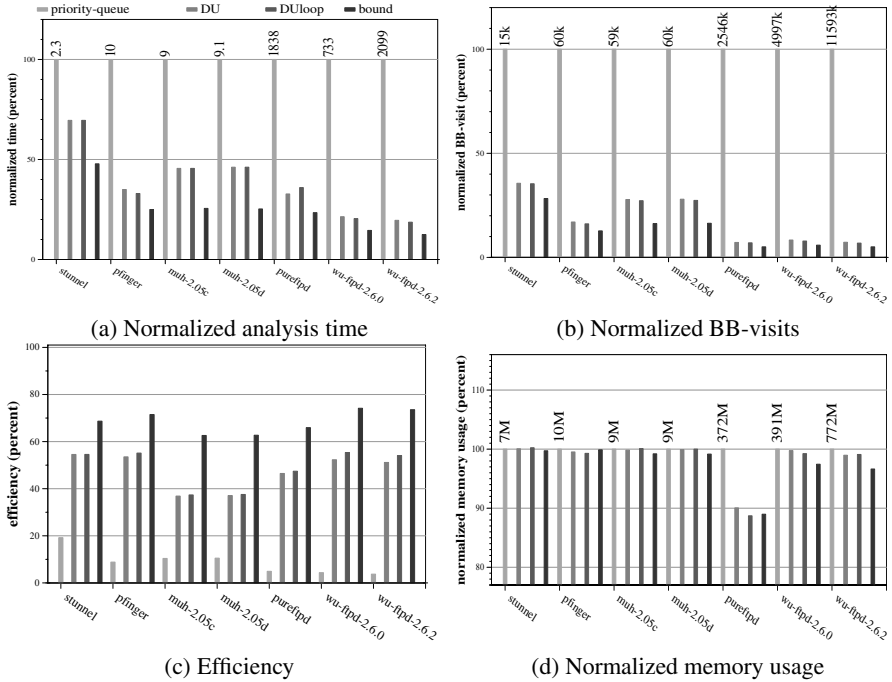 priority-queue DU DUloop bound
normalized time (percent)
100
50
0
2.3 10 9 9.1 1838 733 2099
stunnel pfinger muh-2.05c muh-2.05d pureftpd wu-ftpd-2.6.0 wu-ftpd-2.6.2
(a) Normalized analysis time
normalized BB-visit (percent)
100
50
0
15k 60k 59k 60k 2546k 4997k 11593k
stunnel pfinger muh-2.05c muh-2.05d pureftpd wu-ftpd-2.6.0 wu-ftpd-2.6.2
(b) Normalized BB-visits
efficiency (percent)
100
80
60
40
20
0
stunnel pfinger muh-2.05c muh-2.05d pureftpd wu-ftpd-2.6.0 wu-ftpd-2.6.2
(c) Efficiency
normalized memory usage (percent)
110
100
90
80
7M 10M 9M 9M 372M 391M 772M
stunnel pfinger muh-2.05c muh-2.05d pureftpd wu-ftpd-2.6.0 wu-ftpd-2.6.2
(d) Normalized memory usage